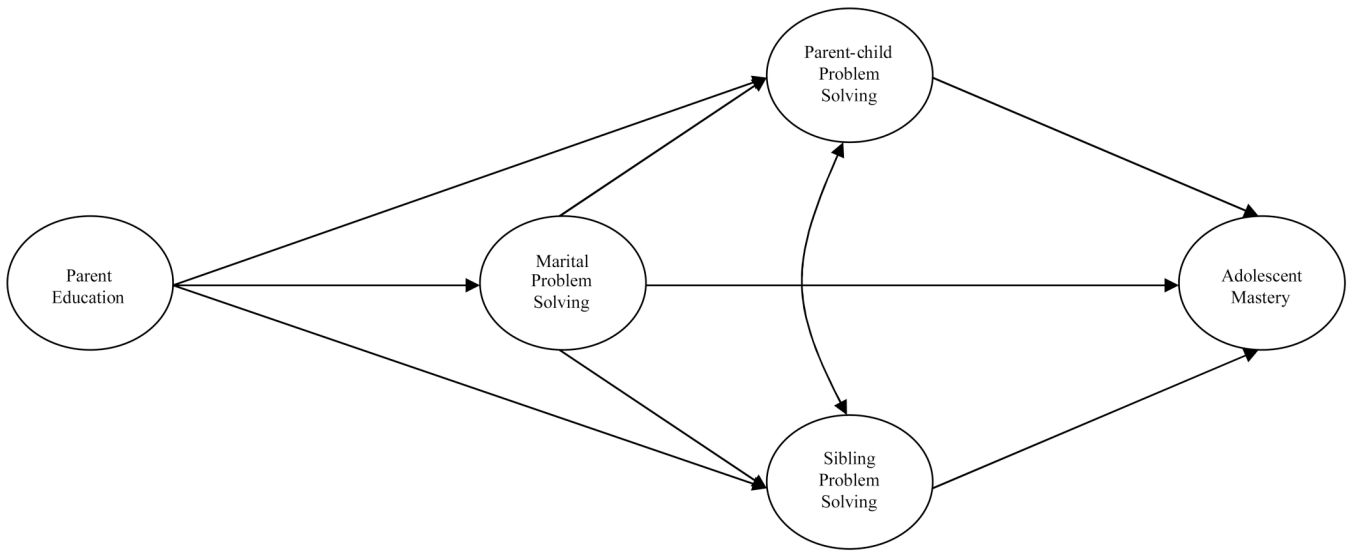 Parent-child
Problem
Solving
Parent
Education
Marital
Problem
Solving
Adolescent
Mastery
Sibling
Problem
Solving